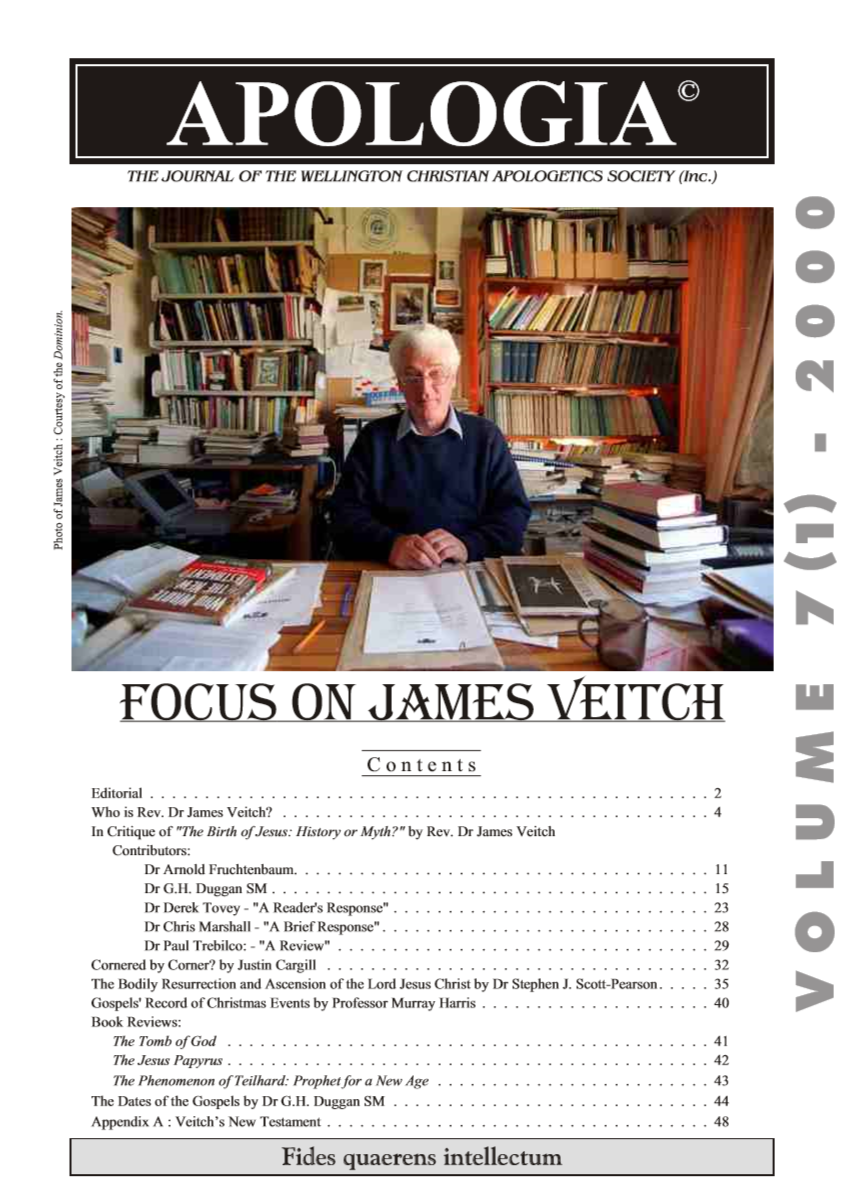 APOLOGIA©
THE JOURNAL OF THE WELLINGTON CHRISTIAN APOLOGETICS SOCIETY (Inc.)
Photo of James Veitch : Courtesy of the Dominion.
VOLUME 7(1) - 2000
FOCUS ON JAMES VEITCH
Contents
Editorial . . . . . . . . . . . . . . . . . . . . 2
Who is Rev. Dr James Veitch? . . . . . . . . . . . . . . . . . . . . 4
In Critique of "The Birth of Jesus: History or Myth?" by Rev. Dr James Veitch
Contributors:
Dr Arnold Fruchtenbaum. . . . . . . . . . . . . . . . . . . . 11
Dr G.H. Duggan SM . . . . . . . . . . . . . . . . . . . . 15
Dr Derek Tovey - "A Reader's Response" . . . . . . . . . . . . . . . . . . . . 23
Dr Chris Marshall - "A Brief Response" . . . . . . . . . . . . . . . . . . . . 28
Dr Paul Trebilco: - "A Review" . . . . . . . . . . . . . . . . . . . . 29
Cornered by Corner? by Justin Cargill . . . . . . . . . . . . . . . . . . . . 32
The Bodily Resurrection and Ascension of the Lord Jesus Christ by Dr Stephen J. Scott-Pearson. . . . . 35
Gospels' Record of Christmas Events by Professor Murray Harris . . . . . . . . . . . . . . . . . . . . 40
Book Reviews:
The Tomb of God . . . . . . . . . . . . . . . . . . . . 41
The Jesus Papyrus . . . . . . . . . . . . . . . . . . . . 42
The Phenomenon of Teilhard: Prophet for a New Age . . . . . . . . . . . . . . . . . . . . 43
The Dates of the Gospels by Dr G.H. Duggan SM . . . . . . . . . . . . . . . . . . . . 44
Appendix A : Veitch's New Testament . . . . . . . . . . . . . . . . . . . . 48
Fides quaerens intellectum